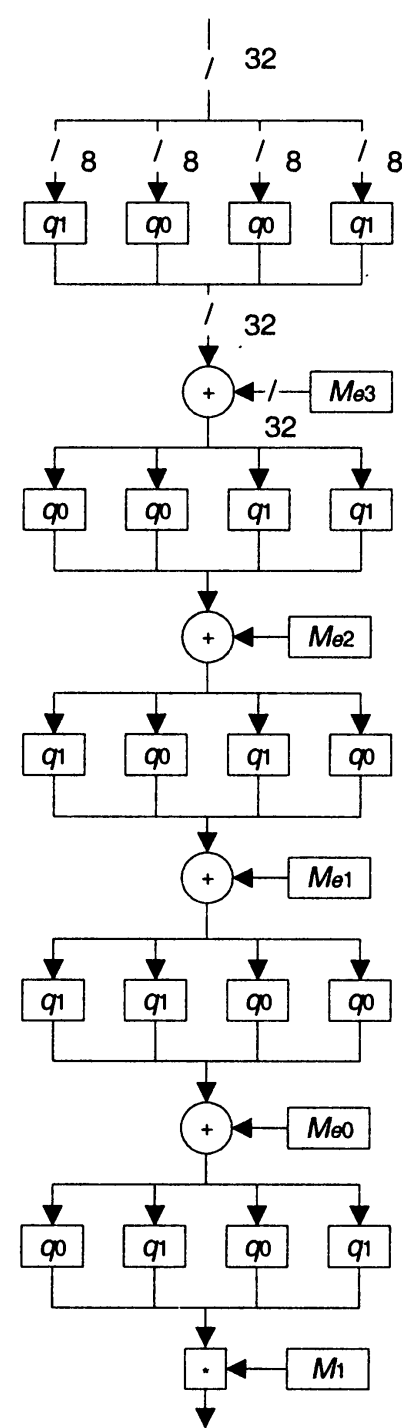 32
8 8 8 8
q1 q0 q0 q1
32
+ Me3
32
q0 q0 q1 q1
+ Me2
q1 q0 q1 q0
+ Me1
q1 q1 q0 q0
+ Me0
q0 q1 q0 q1
· M1